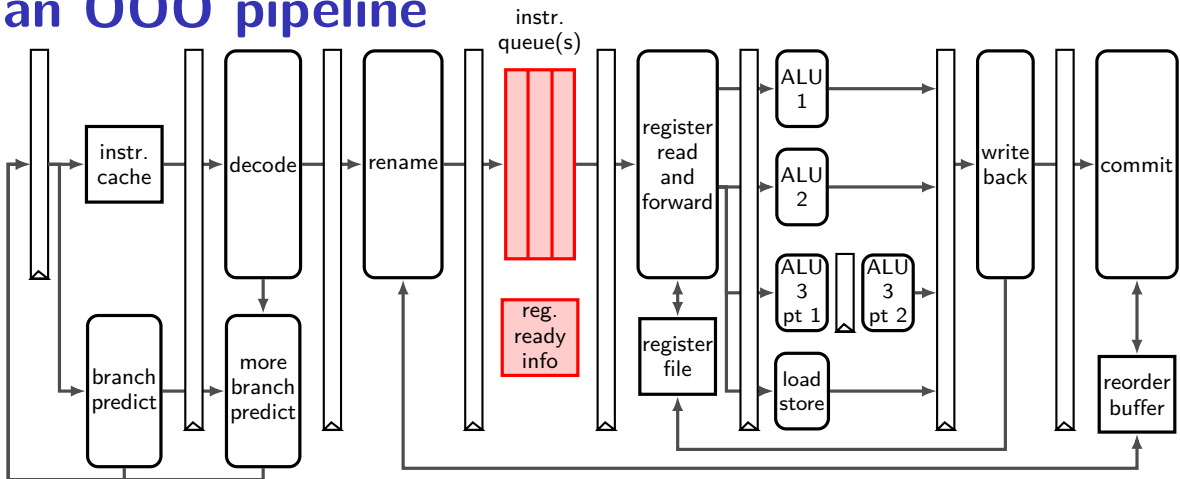 an OOO pipeline
instr.
queue(s)
instr.
cache
decode
rename
register
read
and
forward
ALU
1
ALU
2
ALU
3
pt 1
ALU
3
pt 2
load
store
write
back
commit
branch
predict
more
branch
predict
reg.
ready
info
register
file
reorder
buffer